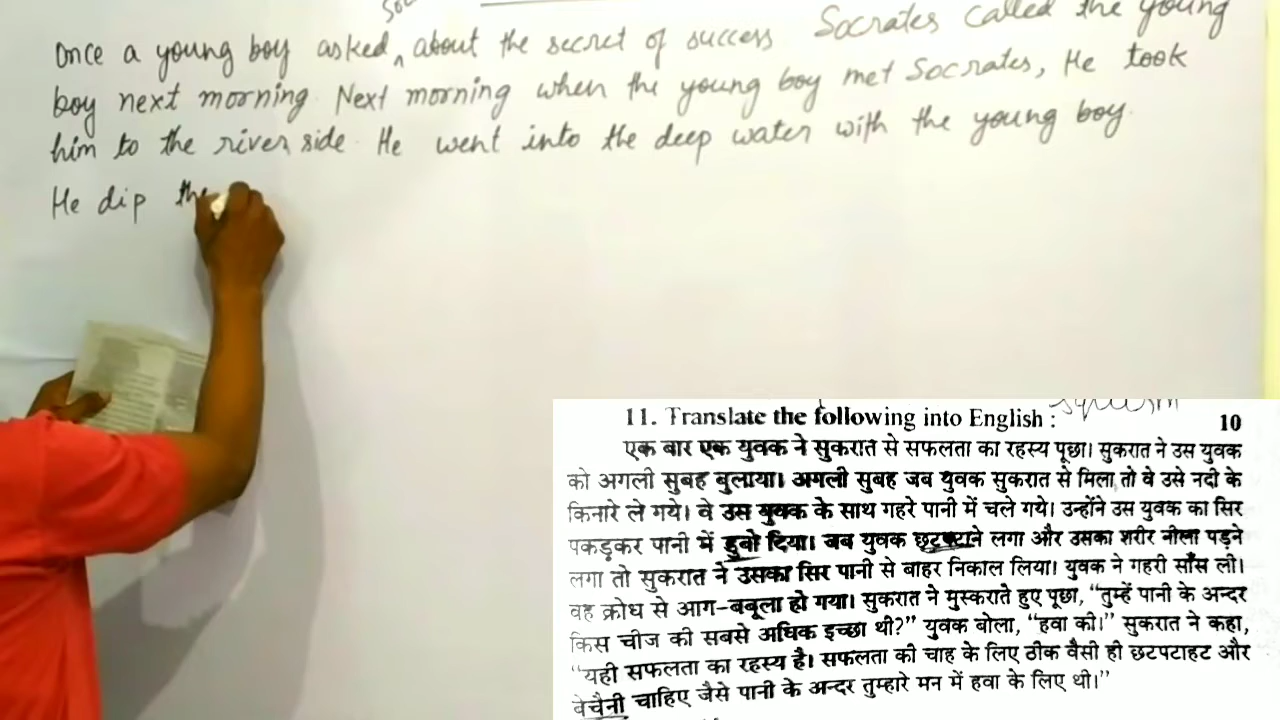 Once a young boy asked, about the secret of success Socrates called the young
boy next morning. Next morning when the young boy met Socrates, He took
him to the river side. He went into the deep water with the young boy.
He dip the
11. Translate the following into English : 10
एक बार एक युवक ने सुकरात से सफलता का रहस्य पूछा। सुकरात ने उस युवक
को अगली सुबह बुलाया। अगली सुबह जब युवक सुकरात से मिला तो वे उसे नदी के
किनारे ले गये। वे उस युवक के साथ गहरे पानी में चले गये। उन्होंने उस युवक का सिर
पकड़कर पानी में डुबो दिया। जब युवक छटपटाने लगा और उसका शरीर नीला पड़ने
लगा तो सुकरात ने उसका सिर पानी से बाहर निकाल लिया। युवक ने गहरी साँस ली।
वह क्रोध से आग-बबूला हो गया। सुकरात ने मुस्कराते हुए पूछा, “तुम्हें पानी के अन्दर
किस चीज की सबसे अधिक इच्छा थी?” युवक बोला, “हवा की।” सुकरात ने कहा,
“यही सफलता का रहस्य है। सफलता की चाह के लिए ठीक वैसी ही छटपटाहट और
बेचैनी चाहिए जैसे पानी के अन्दर तुम्हारे मन में हवा के लिए थी।”